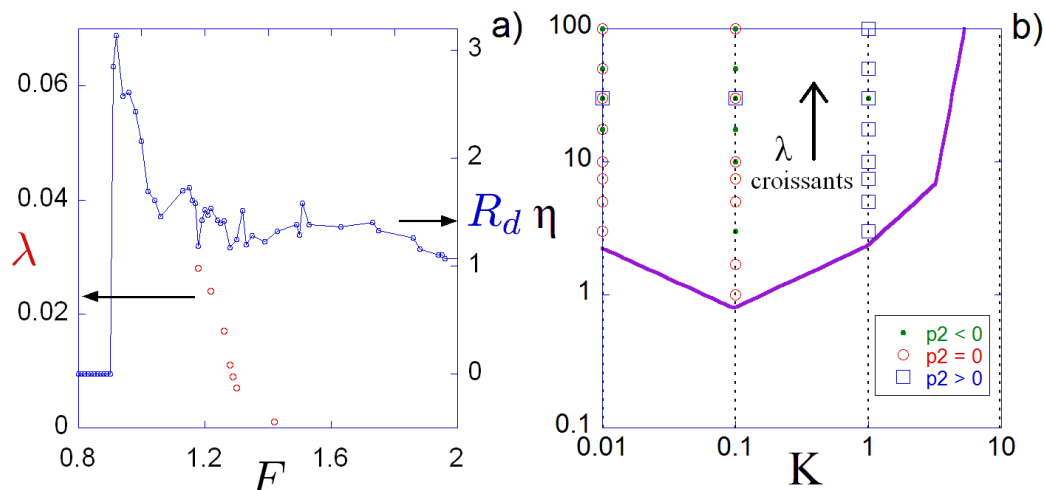 a)
0.06
0.04
0.02
0
λ
3
2
1
0
R_d
0.8
1.2
1.6
2
F
b)
η
100
10
1
0.1
λ
croissants
p2 < 0
p2 = 0
p2 > 0
0.01
0.1
1
10
K